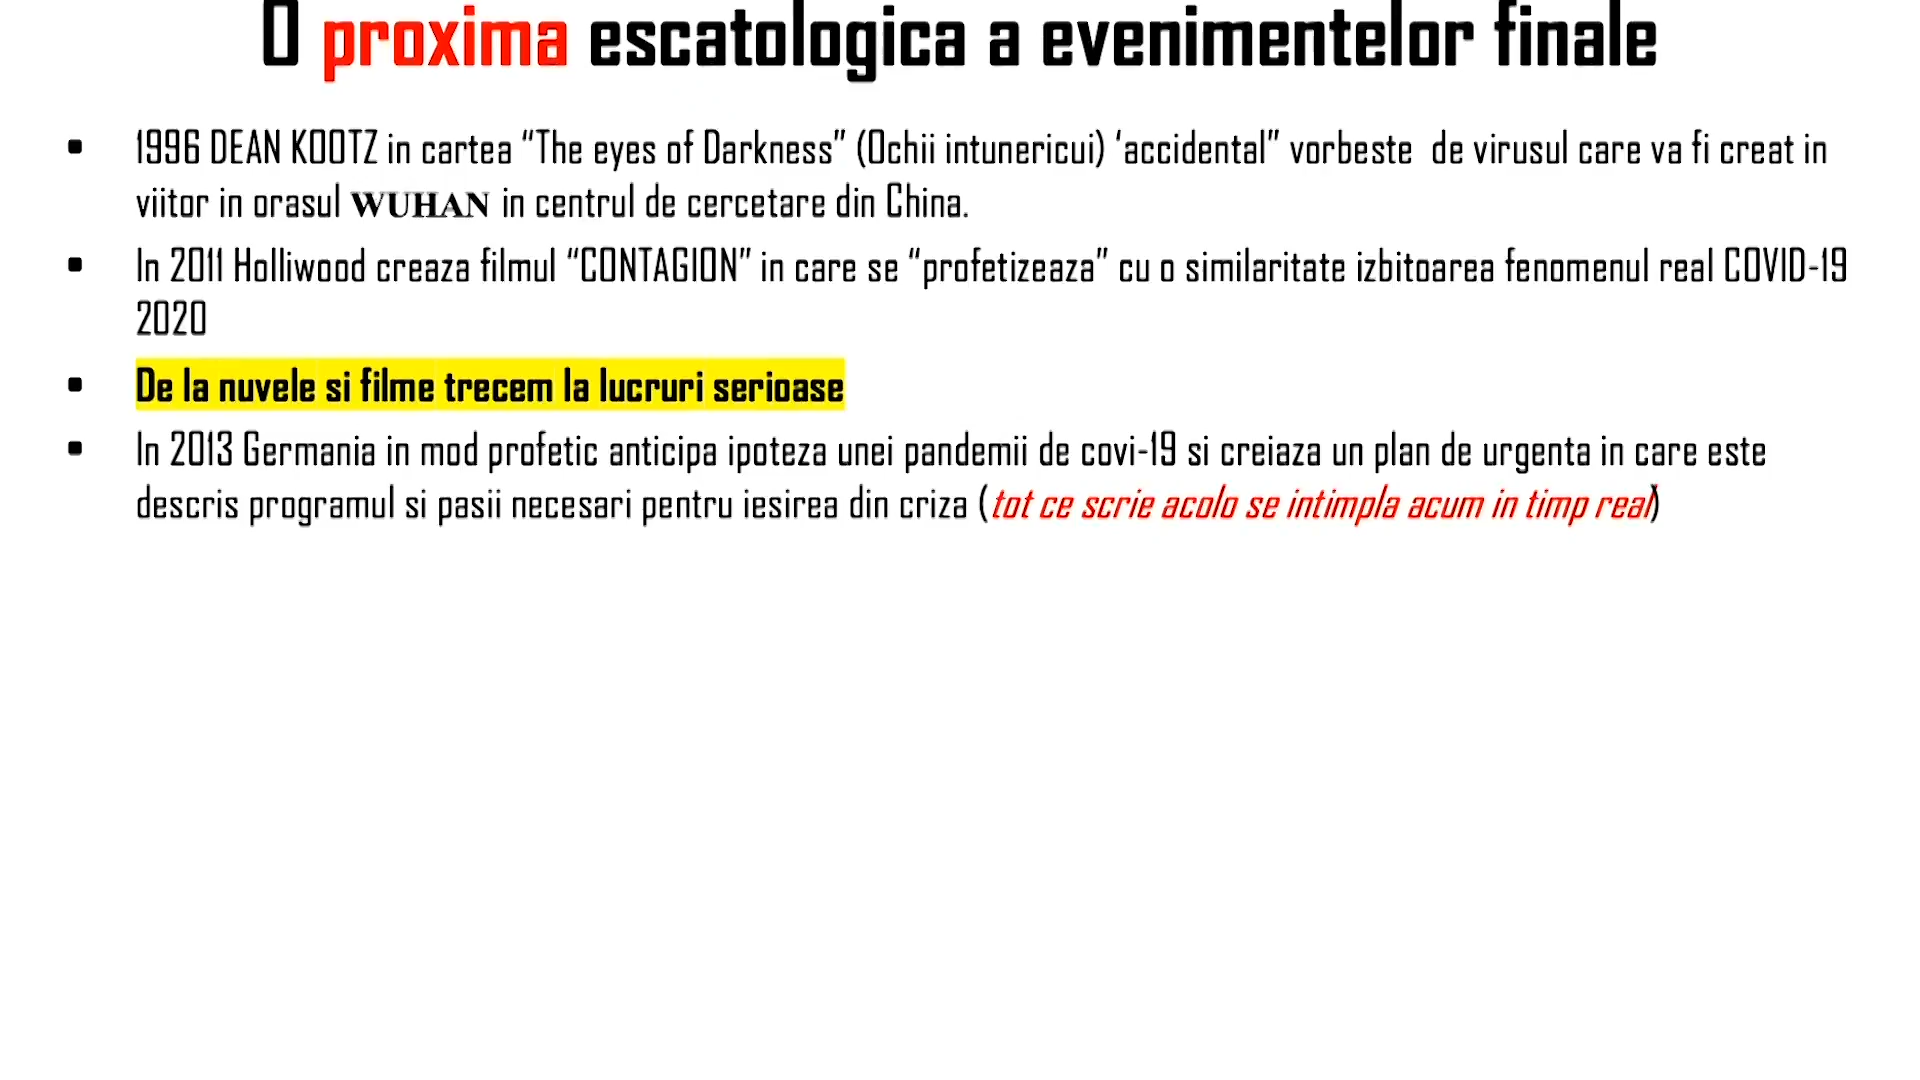 O proxima escatologica a evenimentelor finale
▪ 1996 DEAN KOOTZ in cartea “The eyes of Darkness” (Ochii intunericui) ‘accidental” vorbeste de virusul care va fi creat in
viitor in orasul WUHAN in centrul de cercetare din China.
▪ In 2011 Holliwood creaza filmul “CONTAGION” in care se “profetizeaza” cu o similaritate izbitoarea fenomenul real COVID-19
2020
▪ De la nuvele si filme trecem la lucruri serioase
▪ In 2013 Germania in mod profetic anticipa ipoteza unei pandemii de covi-19 si creiaza un plan de urgenta in care este
descris programul si pasii necesari pentru iesirea din criza (tot ce scrie acolo se intimpla acum in timp real)